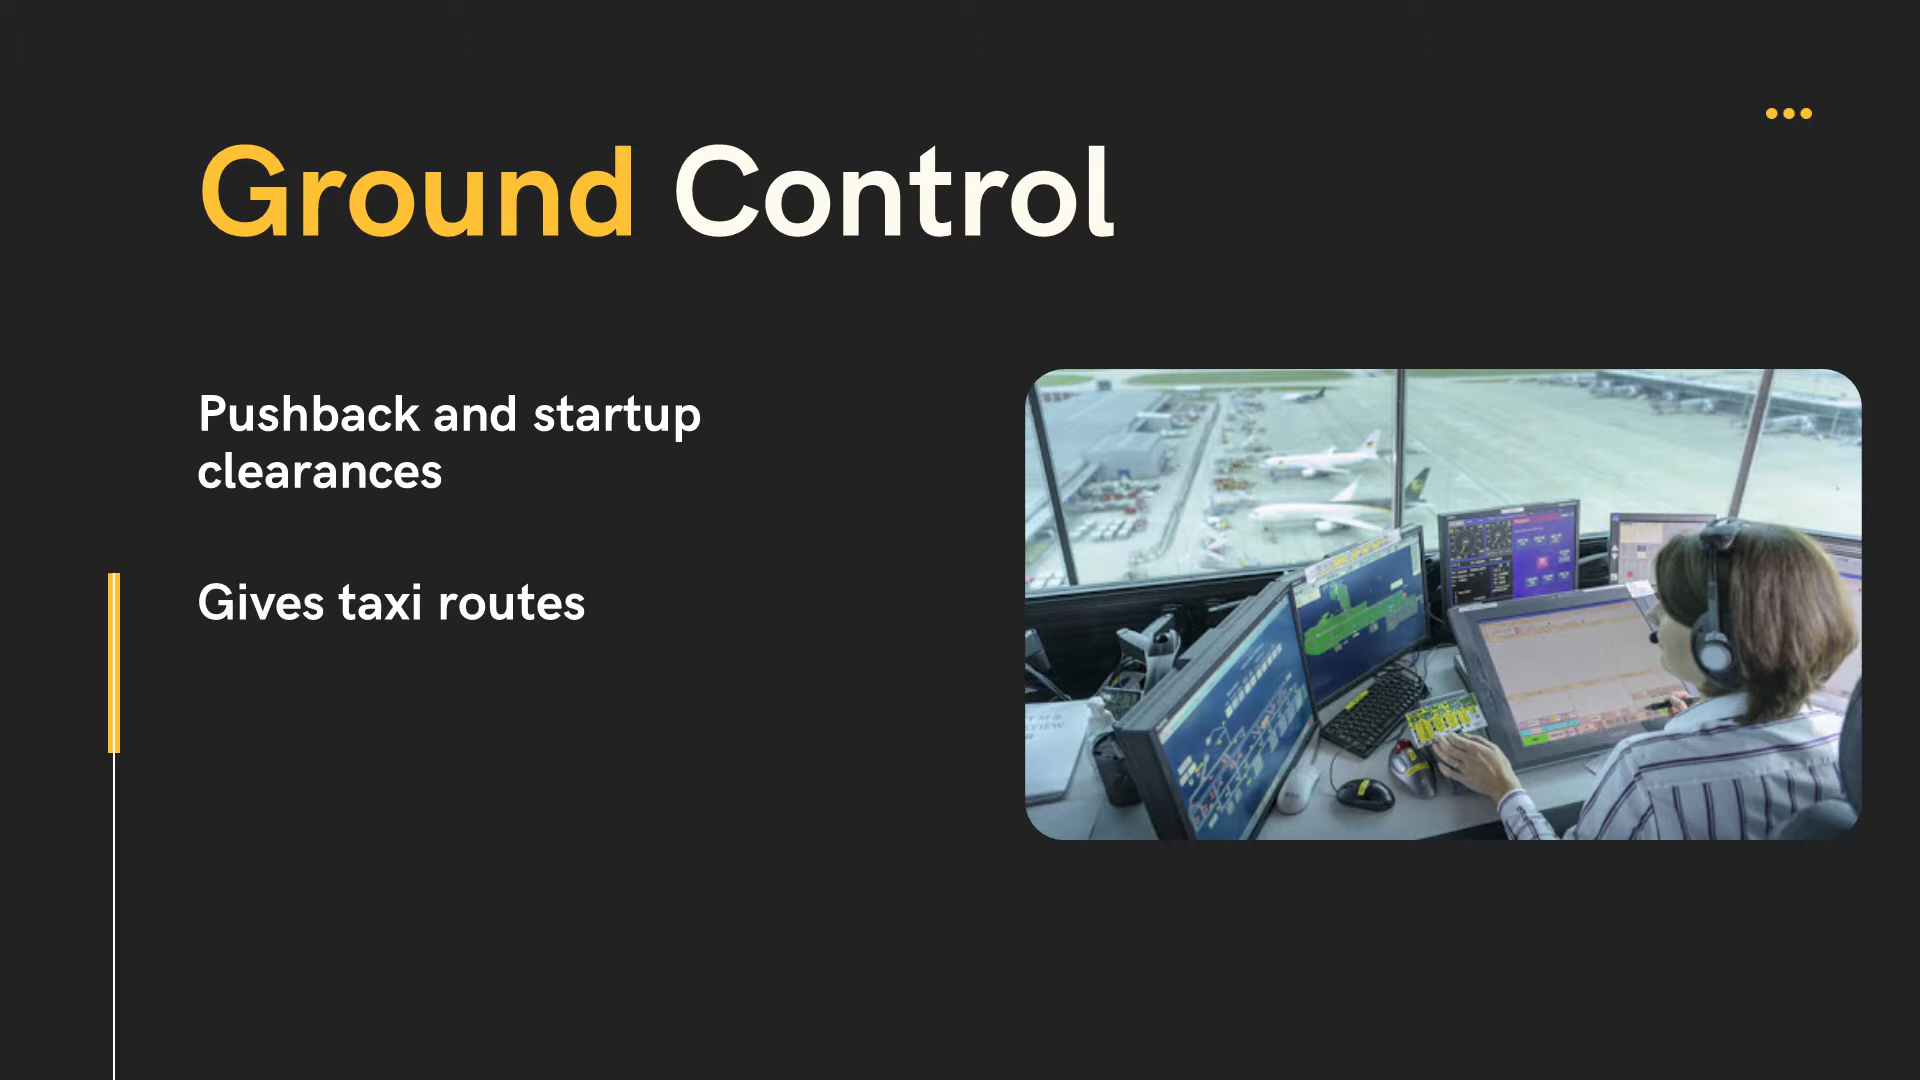 Ground Control
Pushback and startup
clearances
Gives taxi routes